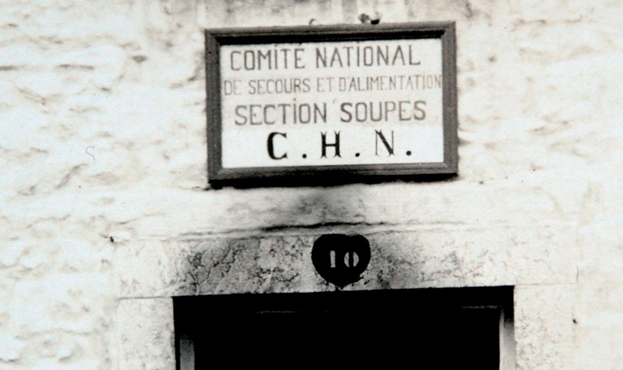 COMITÉ NATIONAL
DE SECOURS ET D'ALIMENTATION
SECTION SOUPES
C.H.N.
10